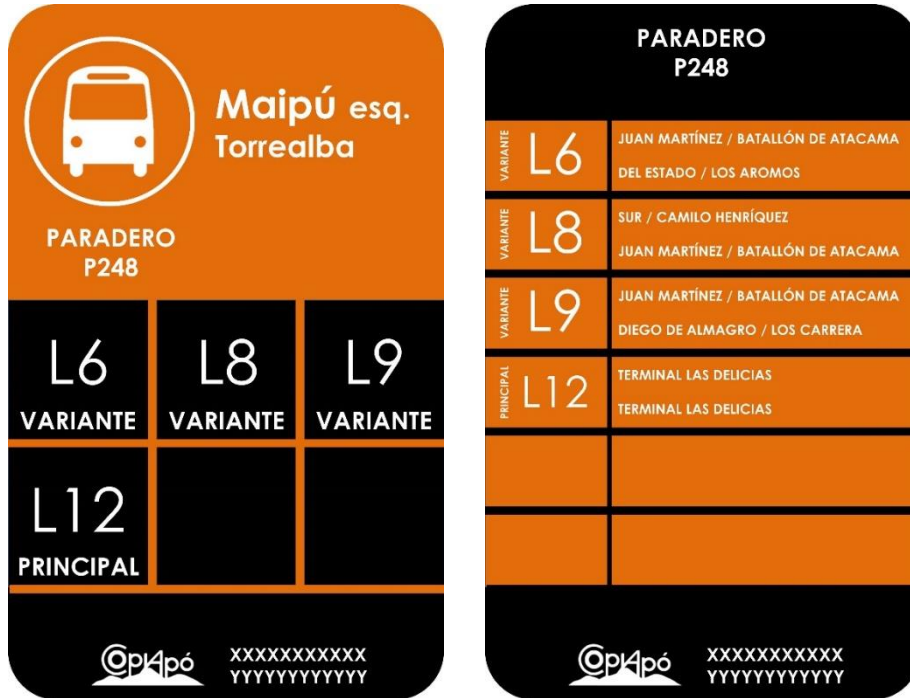 Maipú esq.
Torrealba
PARADERO
P248
L6
VARIANTE
L8
VARIANTE
L9
VARIANTE
L12
PRINCIPAL
COPIAPÓ
XXXXXXXXXXX
YYYYYYYYYYYY
PARADERO
P248
VARIANTE
L6
JUAN MARTÍNEZ / BATALLÓN DE ATACAMA
DEL ESTADO / LOS AROMOS
VARIANTE
L8
SUR / CAMILO HENRÍQUEZ
JUAN MARTÍNEZ / BATALLÓN DE ATACAMA
VARIANTE
L9
JUAN MARTÍNEZ / BATALLÓN DE ATACAMA
DIEGO DE ALMAGRO / LOS CARRERA
PRINCIPAL
L12
TERMINAL LAS DELICIAS
TERMINAL LAS DELICIAS
COPIAPÓ
XXXXXXXXXXX
YYYYYYYYYYYY